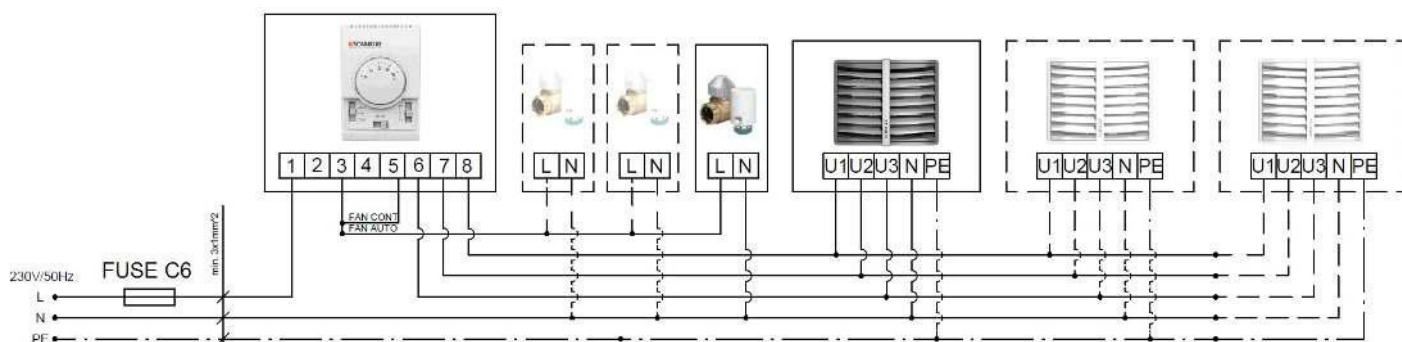 1 2 3 4 5 6 7 8
L N
L N
L N
U1 U2 U3 N PE
U1 U2 U3 N PE
U1 U2 U3 N PE
FAN CONT
FAN AUTO
min. 3x1mm^2
230V/50Hz
FUSE C6
L
N
PE